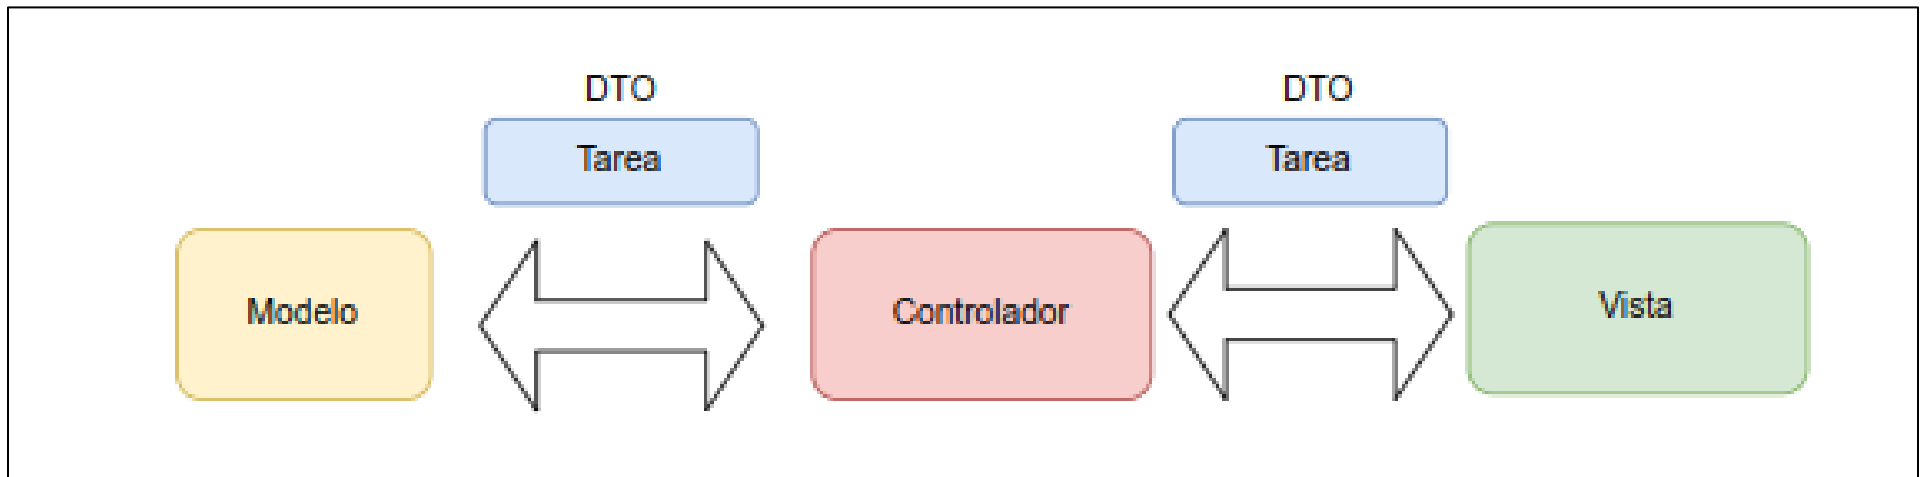 DTO
Tarea
DTO
Tarea
Modelo
Controlador
Vista